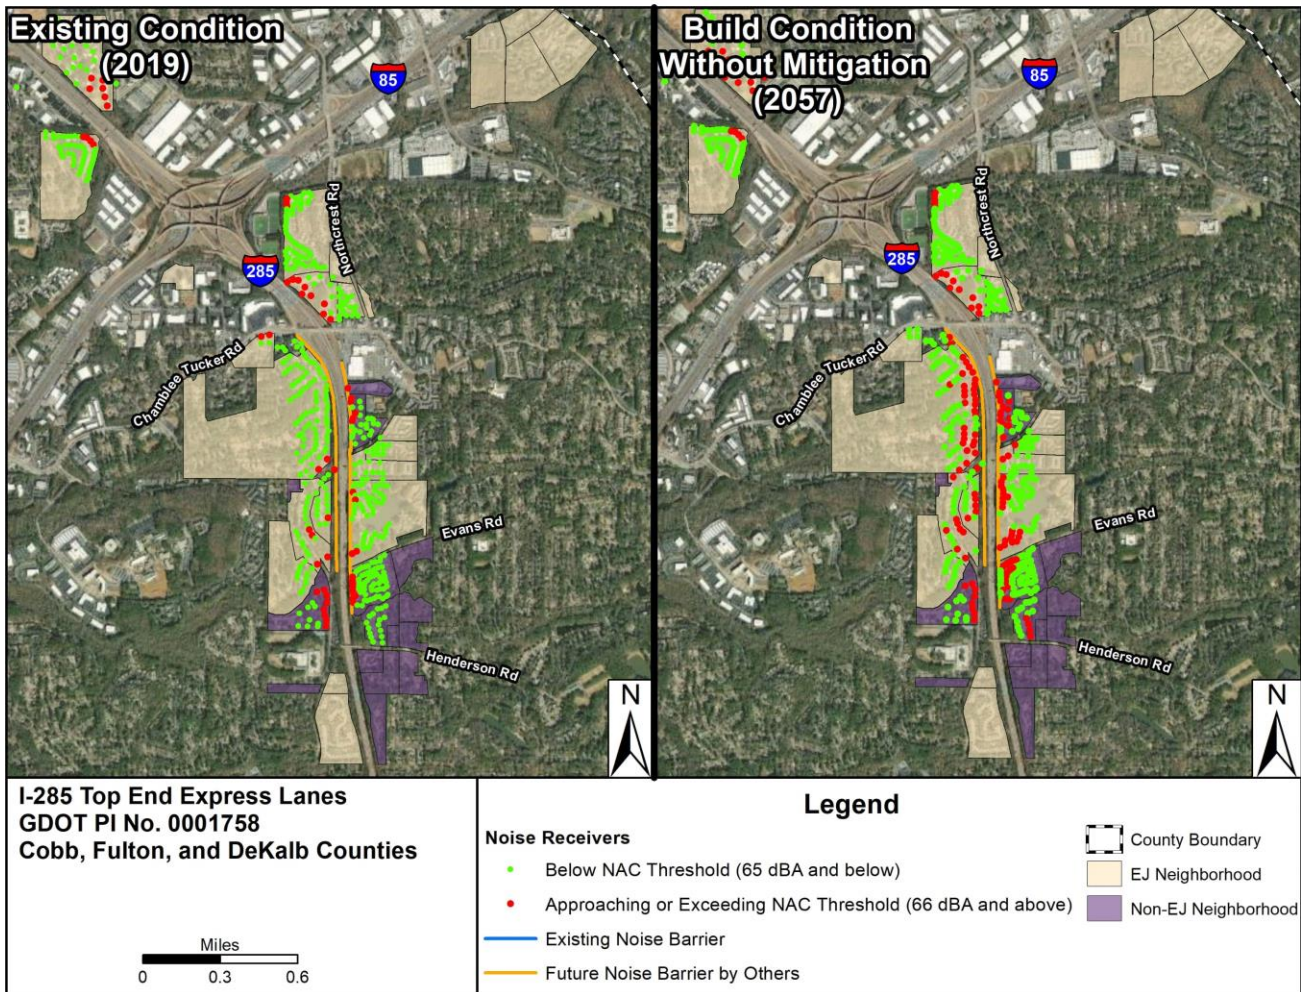 Existing Condition
(2019)
85
Northcrest Rd
285
Chamblee Tucker Rd
Evans Rd
Henderson Rd
N
Build Condition
Without Mitigation
(2057)
85
Northcrest Rd
285
Chamblee Tucker Rd
Evans Rd
Henderson Rd
N
I-285 Top End Express Lanes
GDOT PI No. 0001758
Cobb, Fulton, and DeKalb Counties
Miles
0 0.3 0.6
Legend
Noise Receivers
Below NAC Threshold (65 dBA and below)
Approaching or Exceeding NAC Threshold (66 dBA and above)
Existing Noise Barrier
Future Noise Barrier by Others
County Boundary
EJ Neighborhood
Non-EJ Neighborhood